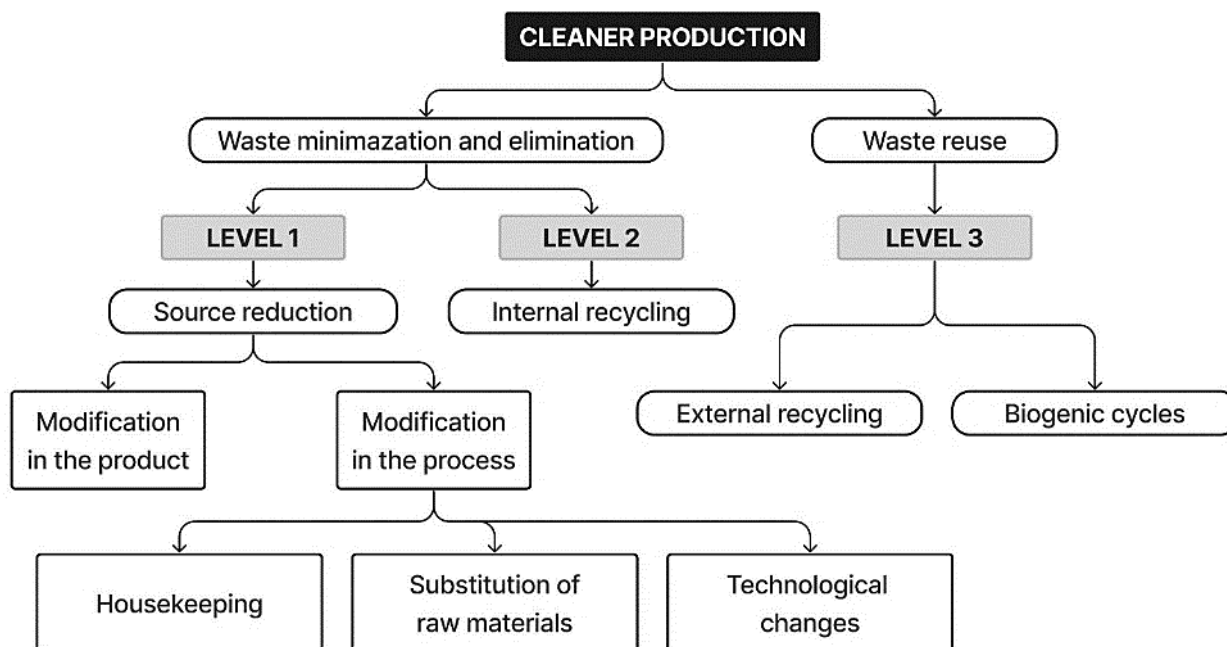 CLEANER PRODUCTION
Waste minimazation and elimination
Waste reuse
LEVEL 1
LEVEL 2
LEVEL 3
Source reduction
Internal recycling
External recycling
Biogenic cycles
Modification
in the product
Modification
in the process
Housekeeping
Substitution of
raw materials
Technological
changes